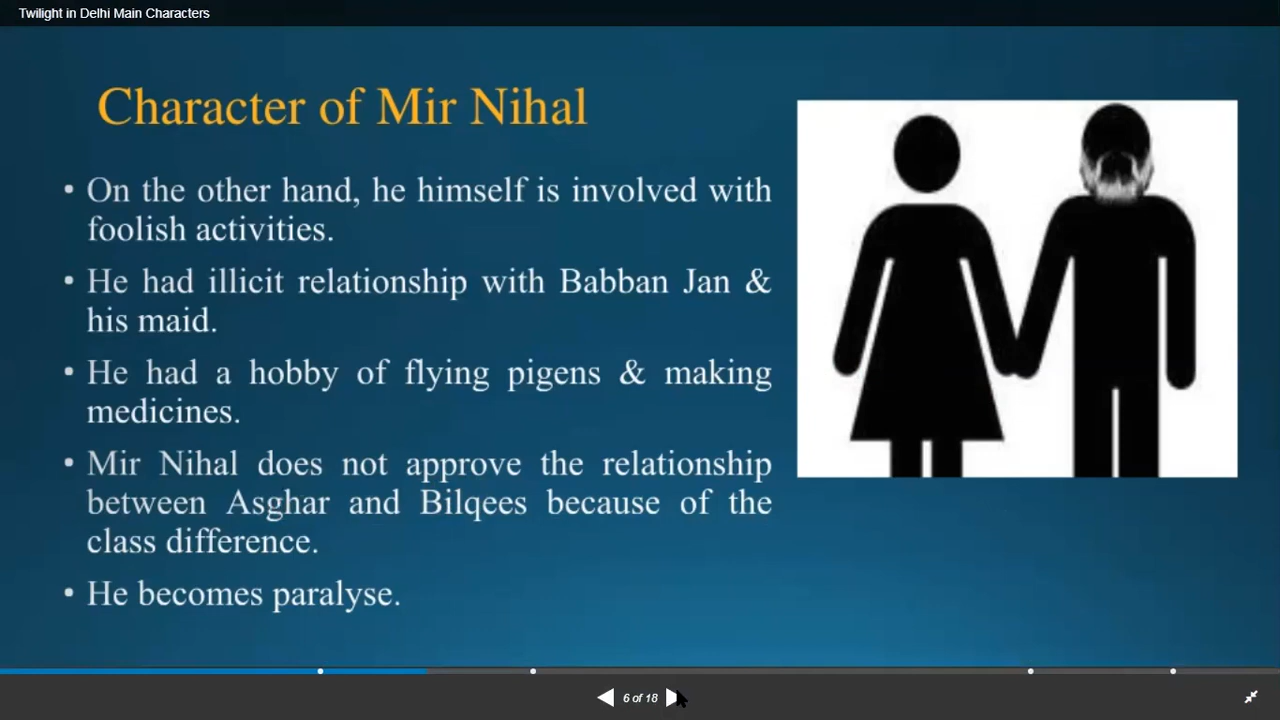 Twilight in Delhi Main Characters
Character of Mir Nihal
• On the other hand, he himself is involved with
foolish activities.
• He had illicit relationship with Babban Jan &
his maid.
• He had a hobby of flying pigens & making
medicines.
• Mir Nihal does not approve the relationship
between Asghar and Bilqees because of the
class difference.
• He becomes paralyse.
6 of 18